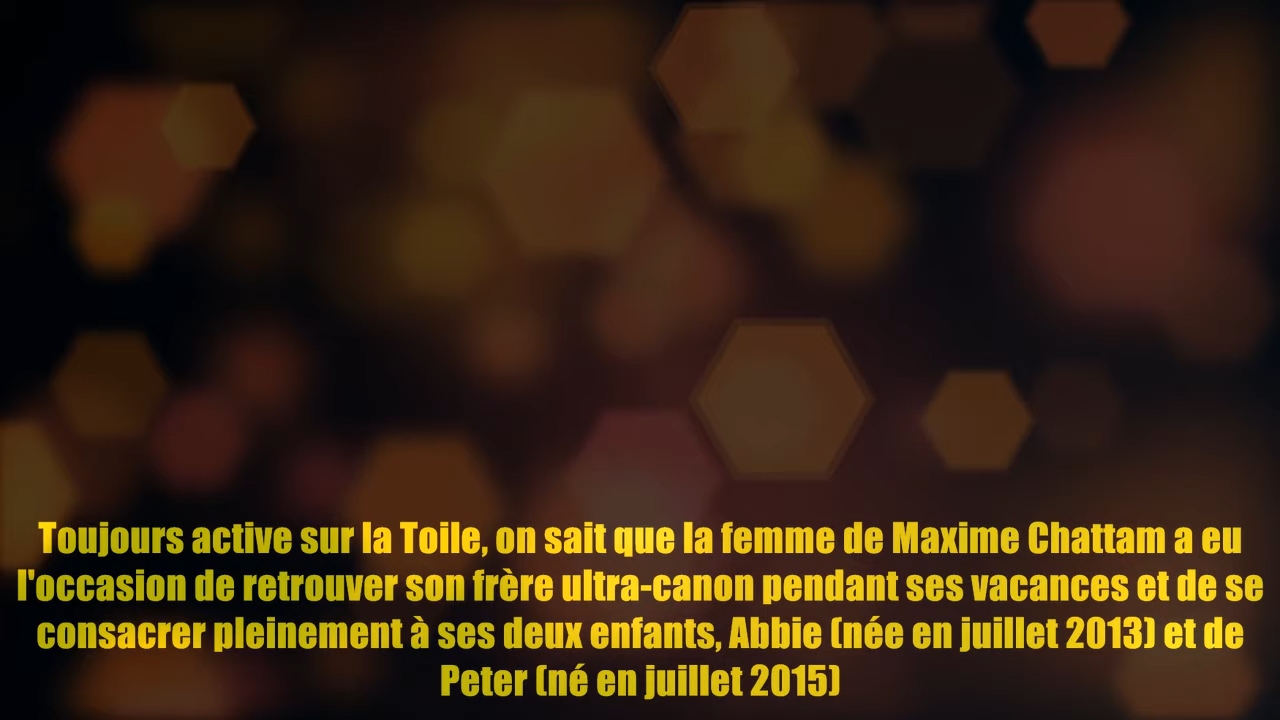 Toujours active sur la Toile, on sait que la femme de Maxime Chattam a eu
l'occasion de retrouver son frère ultra-canon pendant ses vacances et de se
consacrer pleinement à ses deux enfants, Abbie (née en juillet 2013) et de
Peter (né en juillet 2015)